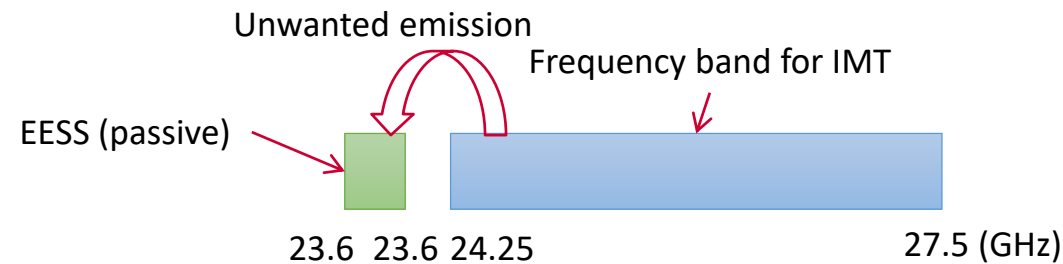 Unwanted emission
Frequency band for IMT
EESS (passive)
23.6 23.6 24.25 27.5 (GHz)